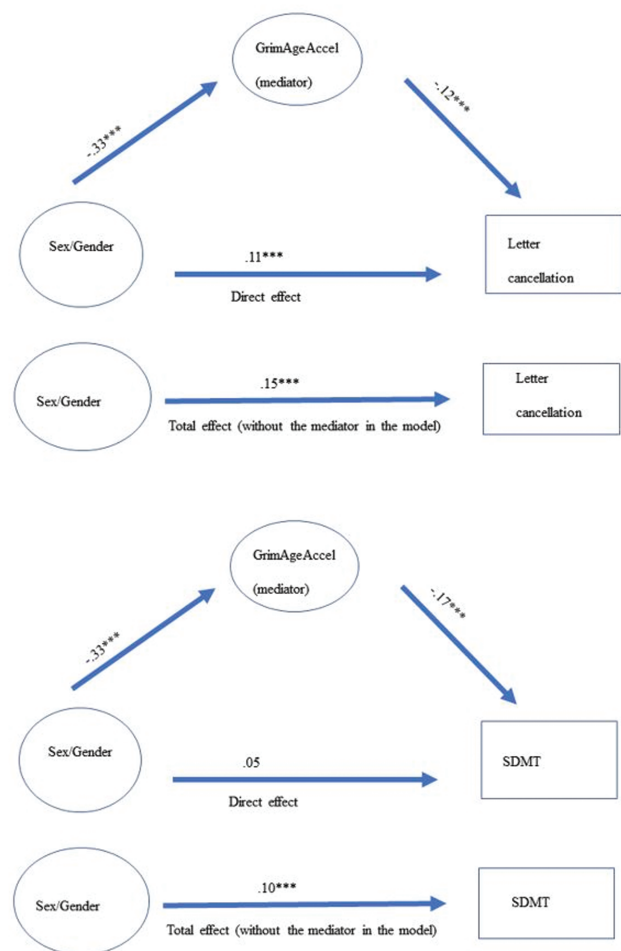 GrimAgeAccel
(mediator)
-.33***
-.12***
Sex/Gender
.11***
Direct effect
Letter
cancellation
Sex/Gender
.15***
Total effect (without the mediator in the model)
Letter
cancellation
GrimAgeAccel
(mediator)
-.33***
-.17***
Sex/Gender
.05
Direct effect
SDMT
Sex/Gender
.10***
Total effect (without the mediator in the model)
SDMT